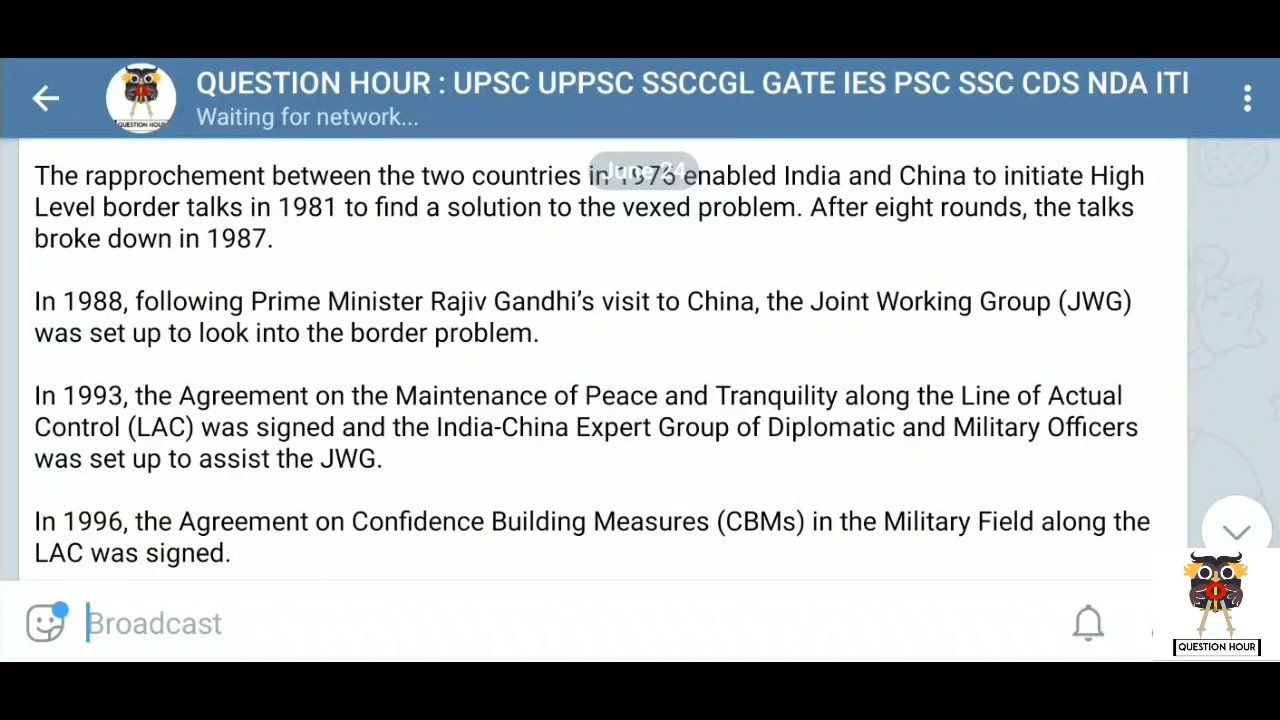 QUESTION HOUR : UPSC UPPSC SSCCGL GATE IES PSC SSC CDS NDA ITI
Waiting for network...
QUESTION HOUR
June 24
The rapprochement between the two countries in enabled India and China to initiate High
Level border talks in 1981 to find a solution to the vexed problem. After eight rounds, the talks
broke down in 1987.
In 1988, following Prime Minister Rajiv Gandhi's visit to China, the Joint Working Group (JWG)
was set up to look into the border problem.
In 1993, the Agreement on the Maintenance of Peace and Tranquility along the Line of Actual
Control (LAC) was signed and the India-China Expert Group of Diplomatic and Military Officers
was set up to assist the JWG.
In 1996, the Agreement on Confidence Building Measures (CBMs) in the Military Field along the
LAC was signed.
Broadcast
QUESTION HOUR